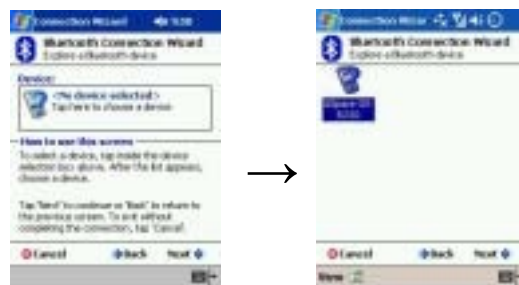 Connection Wizard
Bluetooth Connection Wizard
Explore a Bluetooth device
Device:
<No device selected>
Tap here to choose a device
How to use this screen
To select a device, tap inside the device
selection box above. After the list appears,
choose a device.
Tap 'Next' to continue or 'Back' to return to
the previous screen. To exit without
completing the connection, tap 'Cancel'.
Cancel Back Next
→
Connection
Bluetooth Connection Wizard
Explore a Bluetooth device
Cancel Back Next
View